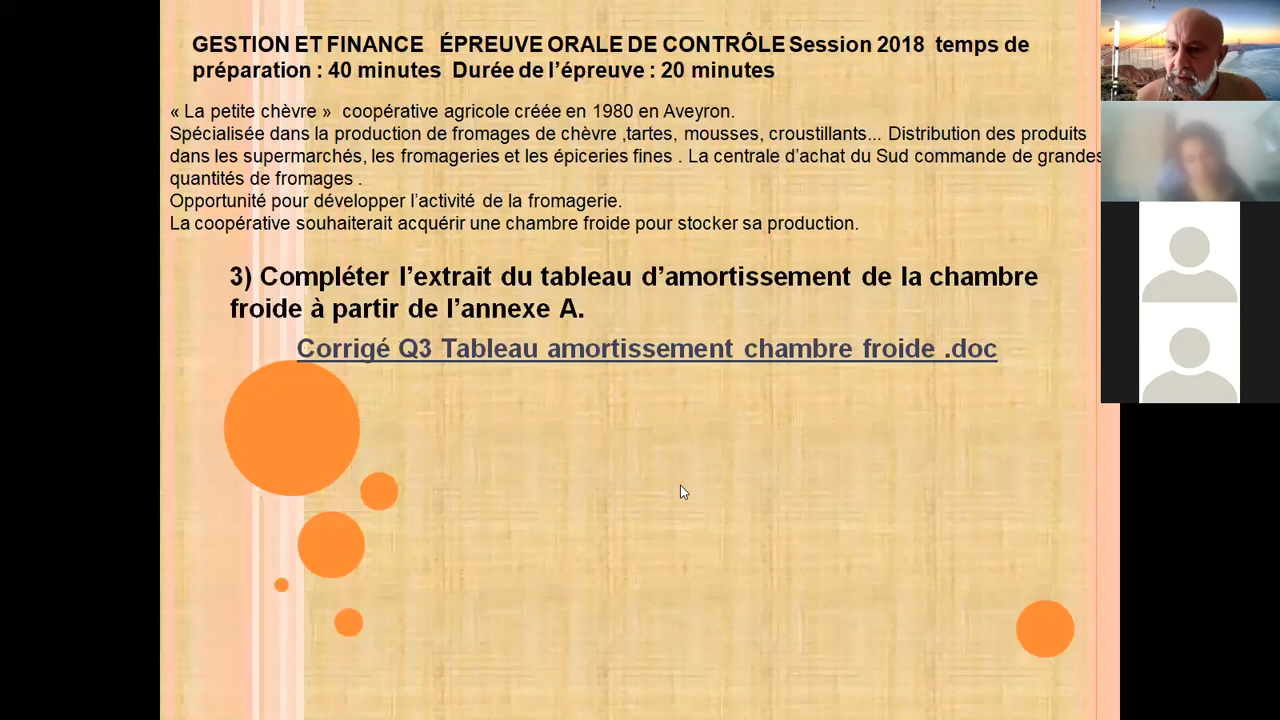 GESTION ET FINANCE ÉPREUVE ORALE DE CONTRÔLE Session 2018 temps de
préparation : 40 minutes Durée de l’épreuve : 20 minutes
« La petite chèvre » coopérative agricole créée en 1980 en Aveyron.
Spécialisée dans la production de fromages de chèvre ,tartes, mousses, croustillants... Distribution des produits
dans les supermarchés, les fromageries et les épiceries fines . La centrale d’achat du Sud commande de grandes
quantités de fromages .
Opportunité pour développer l’activité de la fromagerie.
La coopérative souhaiterait acquérir une chambre froide pour stocker sa production.
3) Compléter l’extrait du tableau d’amortissement de la chambre
froide à partir de l’annexe A.
Corrigé Q3 Tableau amortissement chambre froide .doc